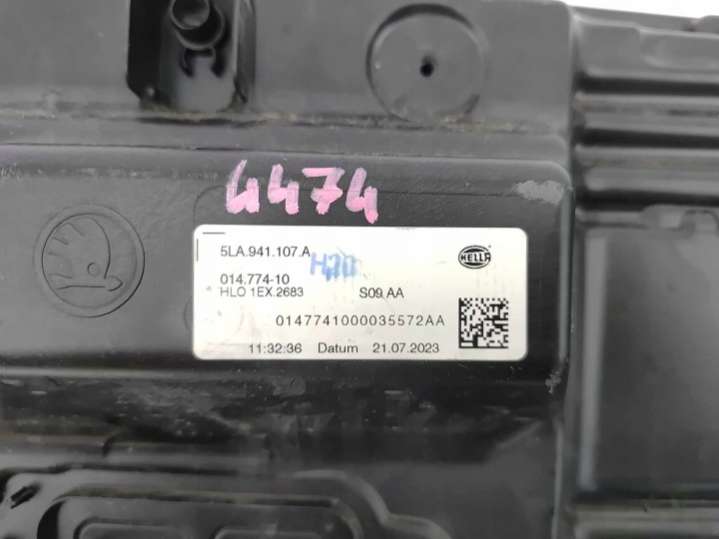 4474
5LA.941.107.A
HELLA
014.774-10
HLO 1EX.2683 S09.AA
0147741000035572AA
11:32:36 Datum 21.07.2023